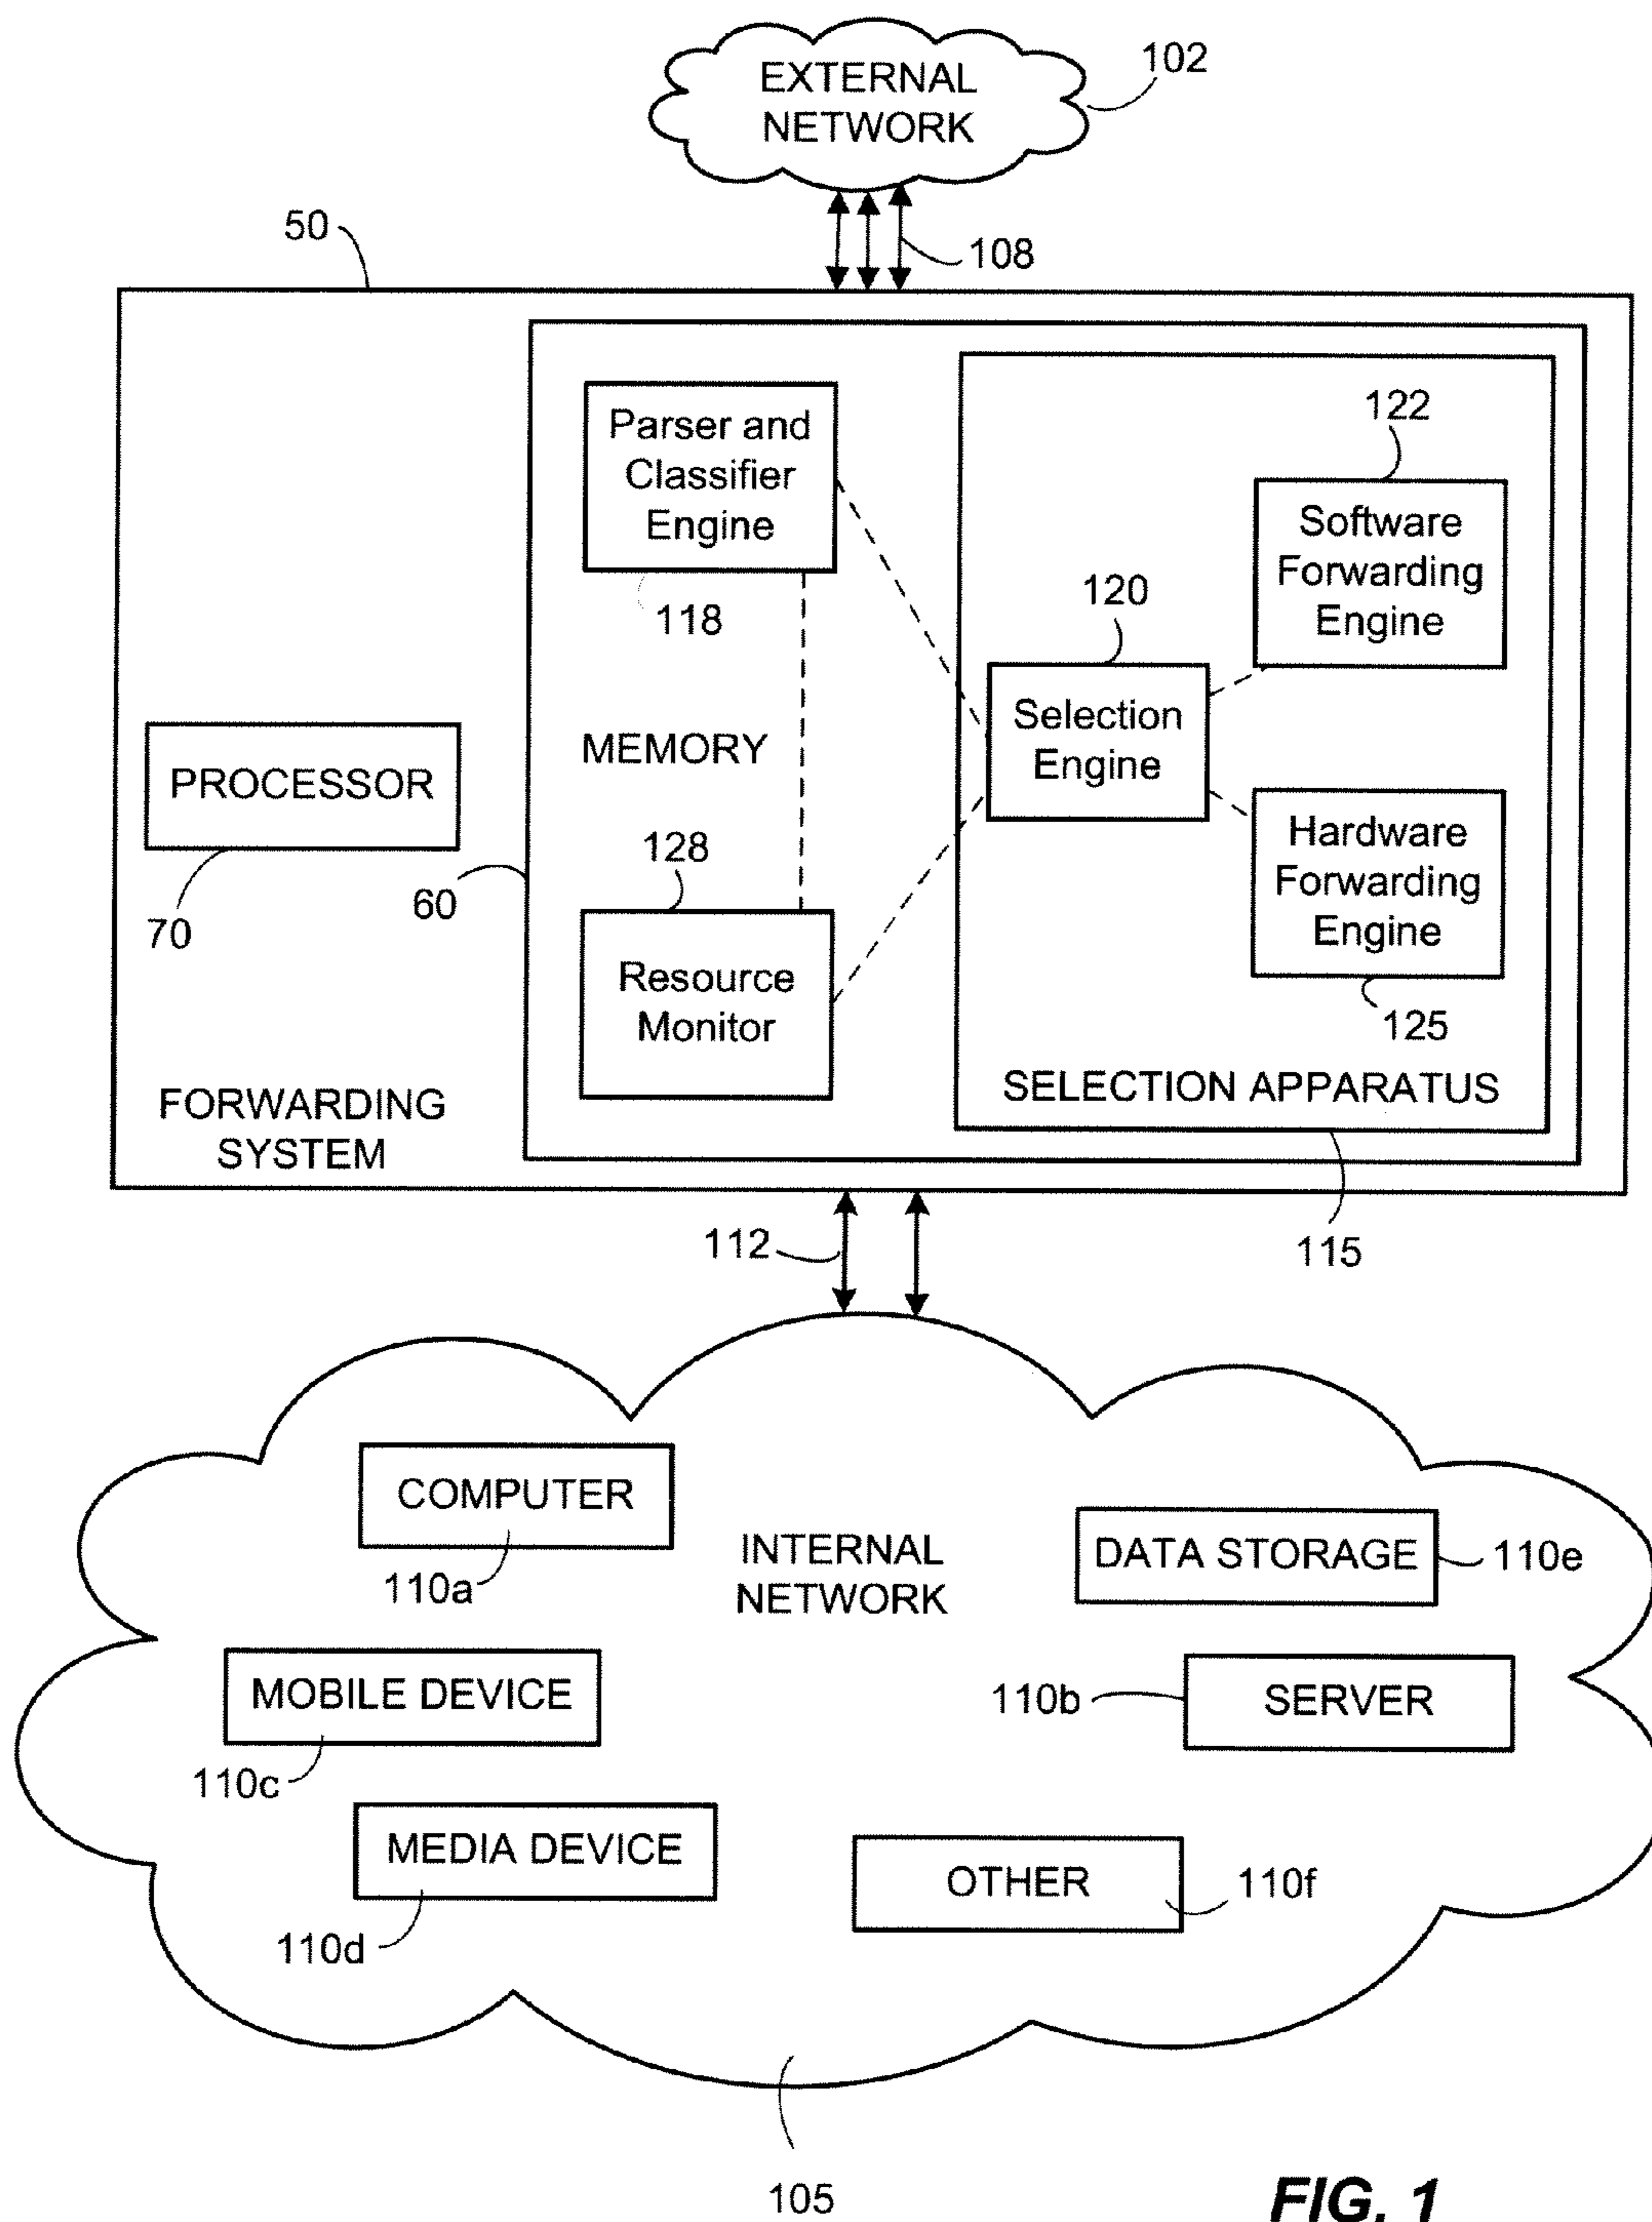 EXTERNAL
NETWORK
102
50
108
Parser and
Classifier
Engine
118
122
Software
Forwarding
Engine
120
Selection
Engine
MEMORY
PROCESSOR
70
60
128
Resource
Monitor
Hardware
Forwarding
Engine
125
SELECTION APPARATUS
FORWARDING
SYSTEM
112
115
COMPUTER
110a
INTERNAL
NETWORK
DATA STORAGE
110e
MOBILE DEVICE
110c
110b
SERVER
MEDIA DEVICE
110d
OTHER
110f
105
FIG. 1